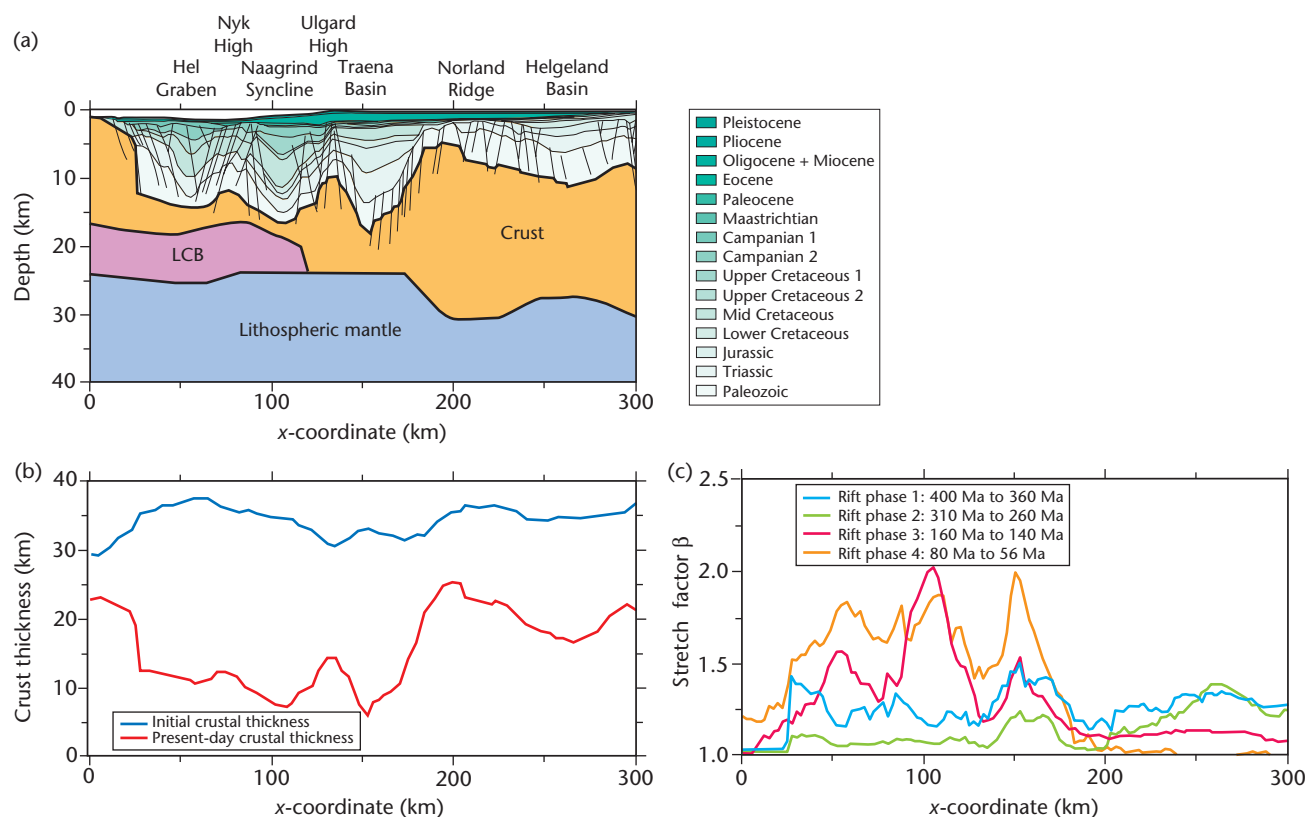 (a)
Nyk
High
Ulgard
High
Hel
Graben
Naagrind
Syncline
Traena
Basin
Norland
Ridge
Helgeland
Basin
0
10
20
30
40
Depth (km)
LCB
Crust
Lithospheric mantle
0
100
200
300
x-coordinate (km)
Pleistocene
Pliocene
Oligocene + Miocene
Eocene
Paleocene
Maastrichtian
Campanian 1
Campanian 2
Upper Cretaceous 1
Upper Cretaceous 2
Mid Cretaceous
Lower Cretaceous
Jurassic
Triassic
Paleozoic
(b)
40
30
20
10
0
Crust thickness (km)
Initial crustal thickness
Present-day crustal thickness
0
100
200
300
x-coordinate (km)
(c)
2.5
2.0
1.5
1.0
Stretch factor β
Rift phase 1: 400 Ma to 360 Ma
Rift phase 2: 310 Ma to 260 Ma
Rift phase 3: 160 Ma to 140 Ma
Rift phase 4: 80 Ma to 56 Ma
0
100
200
300
x-coordinate (km)